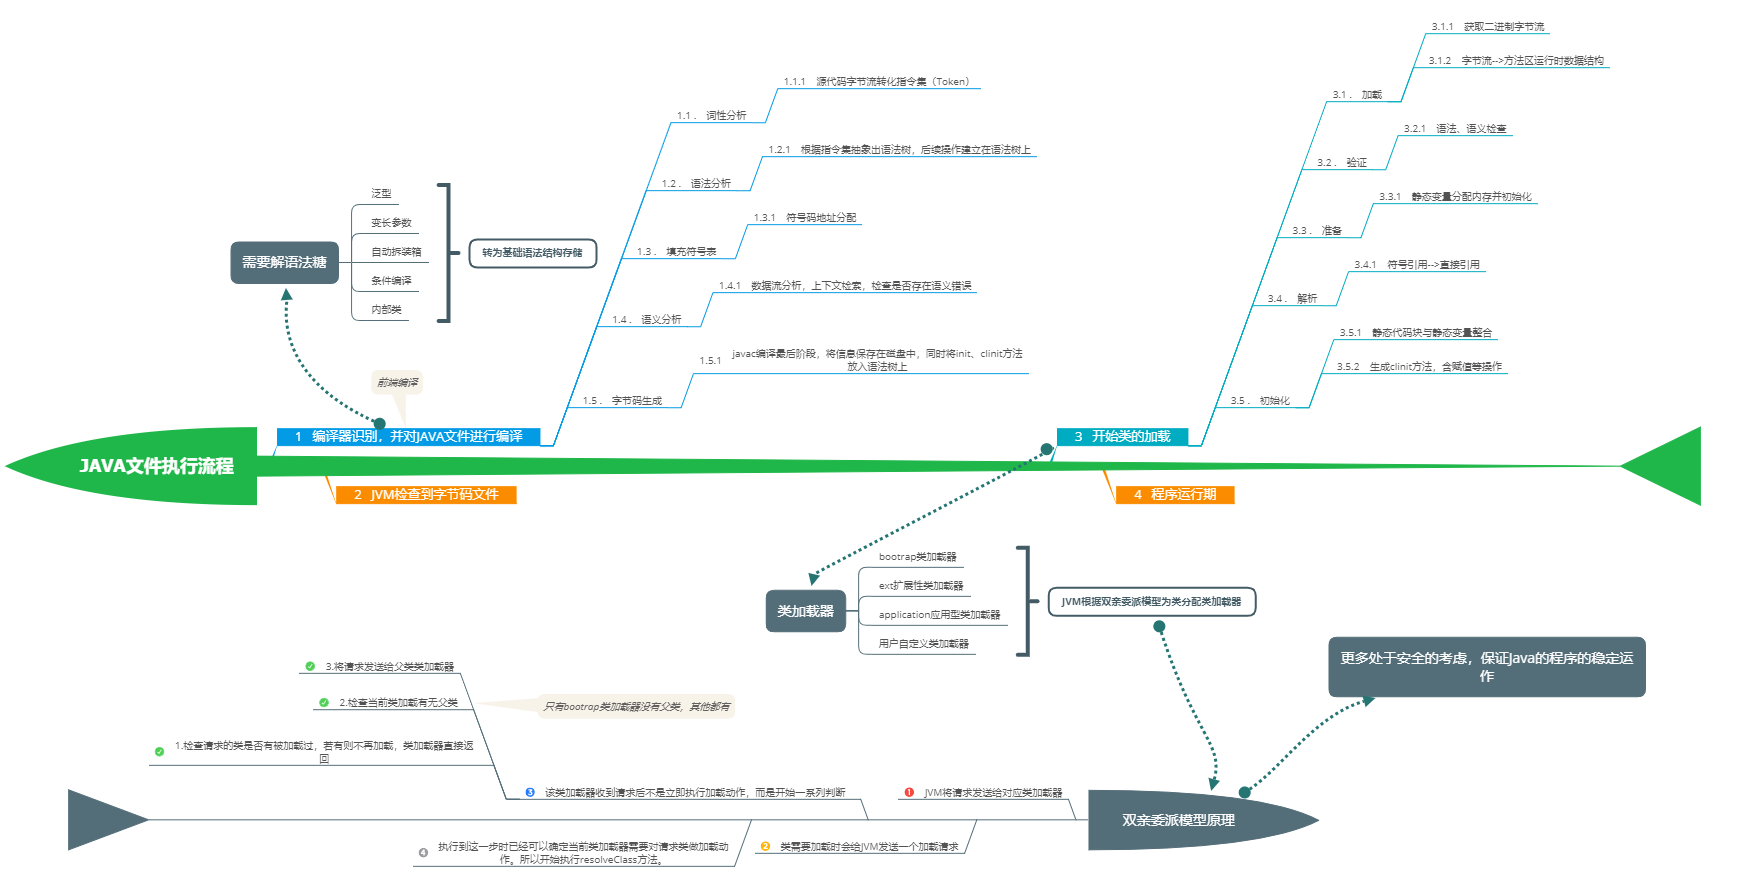 JAVA文件执行流程
1 编译器识别，并对JAVA文件进行编译
前端编译
需要解语法糖
泛型
变长参数
自动拆装箱
条件编译
内部类
转为基础语法结构存储
1.1． 词性分析
1.1.1 源代码字节流转化指令集（Token）
1.2． 语法分析
1.2.1 根据指令集抽象出语法树，后续操作建立在语法树上
1.3． 填充符号表
1.3.1 符号码地址分配
1.4． 语义分析
1.4.1 数据流分析，上下文检索，检查是否存在语义错误
1.5． 字节码生成
1.5.1 javac编译最后阶段，将信息保存在磁盘中，同时将init、clinit方法
放入语法树上
2 JVM检查到字节码文件
3 开始类的加载
3.1． 加载
3.1.1 获取二进制字节流
3.1.2 字节流-->方法区运行时数据结构
3.2． 验证
3.2.1 语法、语义检查
3.3． 准备
3.3.1 静态变量分配内存并初始化
3.4． 解析
3.4.1 符号引用-->直接引用
3.5． 初始化
3.5.1 静态代码块与静态变量整合
3.5.2 生成clinit方法，含赋值等操作
4 程序运行期
类加载器
bootrap类加载器
ext扩展性类加载器
application应用型类加载器
用户自定义类加载器
JVM根据双亲委派模型为类分配类加载器
更多处于安全的考虑，保证java的程序的稳定运
作
双亲委派模型原理
1 JVM将请求发送给对应类加载器
2 类需要加载时会给JVM发送一个加载请求
3 该类加载器收到请求后不是立即执行加载动作，而是开始一系列判断
3.将请求发送给父类类加载器
2.检查当前类加载有无父类
只有bootrap类加载器没有父类，其他都有
1.检查请求的类是否有被加载过，若有则不再加载，类加载器直接返
回
4 执行到这一步时已经可以确定当前类加载器需要对请求类做加载动
作。所以开始执行resolveClass方法。